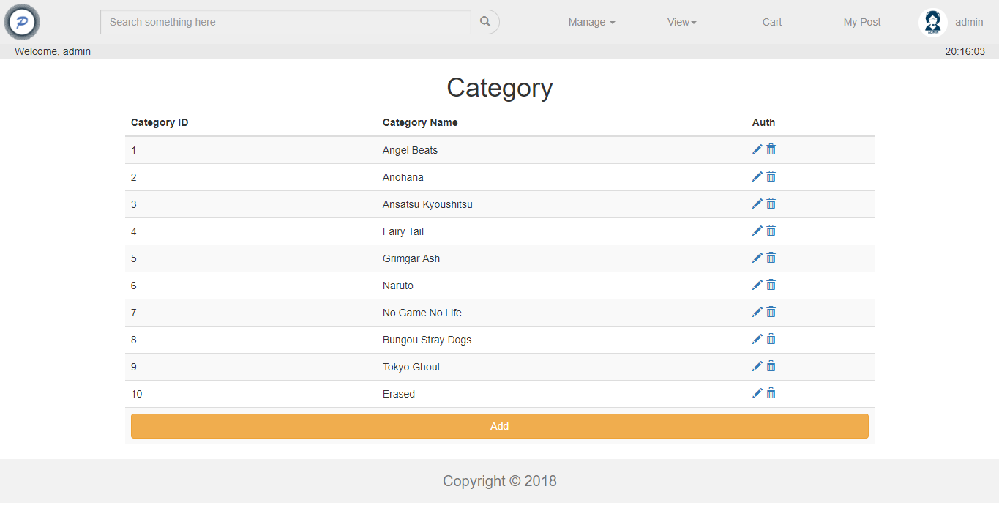 P
Search something here
Manage View Cart My Post ADMIN admin
Welcome, admin 20:16:03
Category
Category ID Category Name Auth
1 Angel Beats
2 Anohana
3 Ansatsu Kyoushitsu
4 Fairy Tail
5 Grimgar Ash
6 Naruto
7 No Game No Life
8 Bungou Stray Dogs
9 Tokyo Ghoul
10 Erased
Add
Copyright © 2018